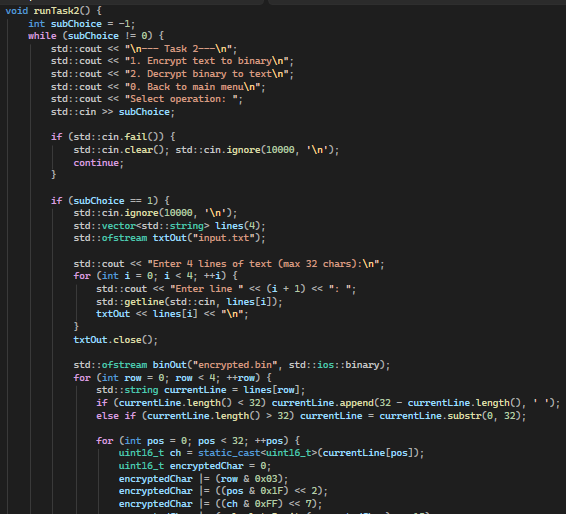 void runTask2() {
int subChoice = -1;
while (subChoice != 0) {
std::cout << "\n--- Task 2---\n";
std::cout << "1. Encrypt text to binary\n";
std::cout << "2. Decrypt binary to text\n";
std::cout << "0. Back to main menu\n";
std::cout << "Select operation: ";
std::cin >> subChoice;
if (std::cin.fail()) {
std::cin.clear(); std::cin.ignore(10000, '\n');
continue;
}
if (subChoice == 1) {
std::cin.ignore(10000, '\n');
std::vector<std::string> lines(4);
std::ofstream txtOut("input.txt");
std::cout << "Enter 4 lines of text (max 32 chars):\n";
for (int i = 0; i < 4; ++i) {
std::cout << "Enter line " << (i + 1) << ": ";
std::getline(std::cin, lines[i]);
txtOut << lines[i] << "\n";
}
txtOut.close();
std::ofstream binOut("encrypted.bin", std::ios::binary);
for (int row = 0; row < 4; ++row) {
std::string currentLine = lines[row];
if (currentLine.length() < 32) currentLine.append(32 - currentLine.length(), ' ');
else if (currentLine.length() > 32) currentLine = currentLine.substr(0, 32);
for (int pos = 0; pos < 32; ++pos) {
uint16_t ch = static_cast<uint16_t>(currentLine[pos]);
uint16_t encryptedChar = 0;
encryptedChar |= (row & 0x03);
encryptedChar |= ((pos & 0x1F) << 2);
encryptedChar |= ((ch & 0xFF) << 7);